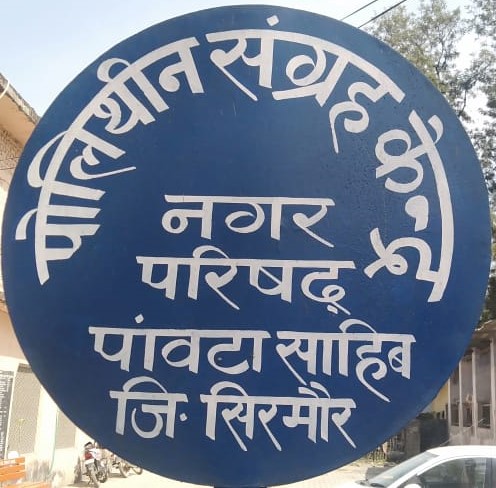 पोलिथीन संग्रह केन्द्र
नगर
परिषद्
पांवटा साहिब
जि॰ सिरमौर